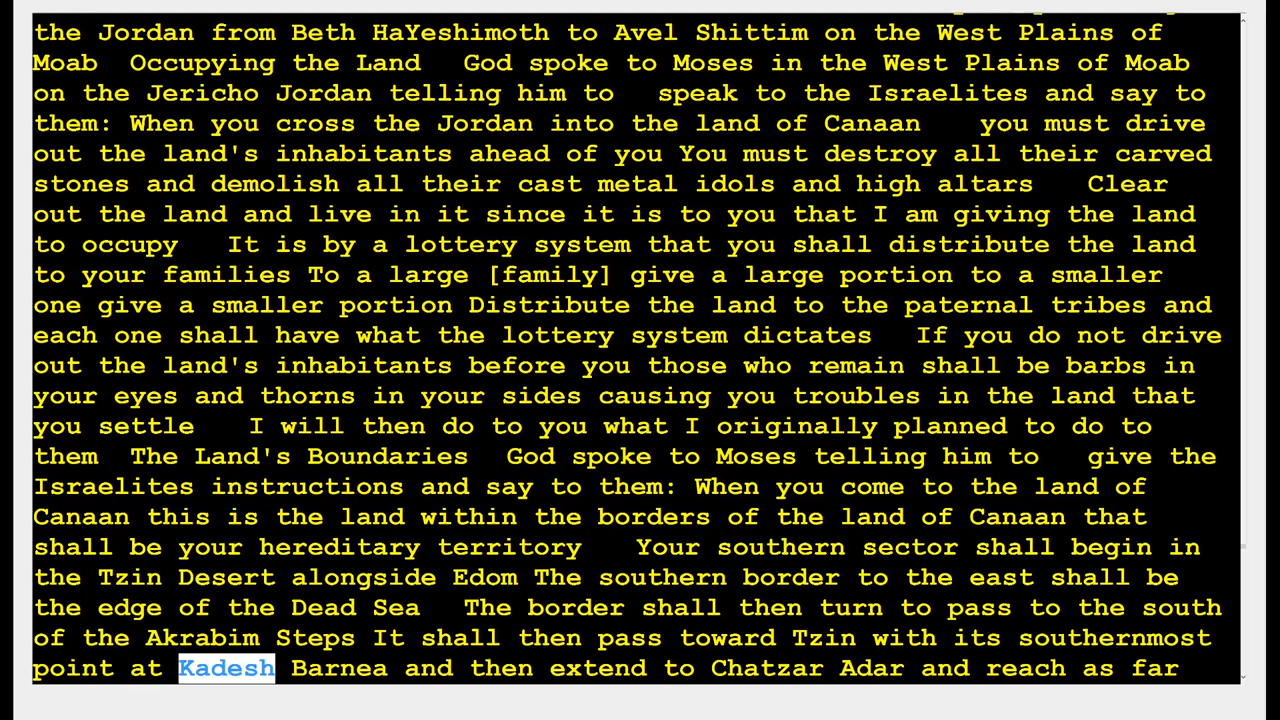 the Jordan from Beth HaYeshimoth to Avel Shittim on the West Plains of
Moab  Occupying the Land   God spoke to Moses in the West Plains of Moab
on the Jericho Jordan telling him to   speak to the Israelites and say to
them: When you cross the Jordan into the land of Canaan    you must drive
out the land's inhabitants ahead of you You must destroy all their carved
stones and demolish all their cast metal idols and high altars   Clear
out the land and live in it since it is to you that I am giving the land
to occupy   It is by a lottery system that you shall distribute the land
to your families To a large [family] give a large portion to a smaller
one give a smaller portion Distribute the land to the paternal tribes and
each one shall have what the lottery system dictates   If you do not drive
out the land's inhabitants before you those who remain shall be barbs in
your eyes and thorns in your sides causing you troubles in the land that
you settle   I will then do to you what I originally planned to do to
them  The Land's Boundaries  God spoke to Moses telling him to   give the
Israelites instructions and say to them: When you come to the land of
Canaan this is the land within the borders of the land of Canaan that
shall be your hereditary territory   Your southern sector shall begin in
the Tzin Desert alongside Edom The southern border to the east shall be
the edge of the Dead Sea   The border shall then turn to pass to the south
of the Akrabim Steps It shall then pass toward Tzin with its southernmost
point at Kadesh Barnea and then extend to Chatzar Adar and reach as far